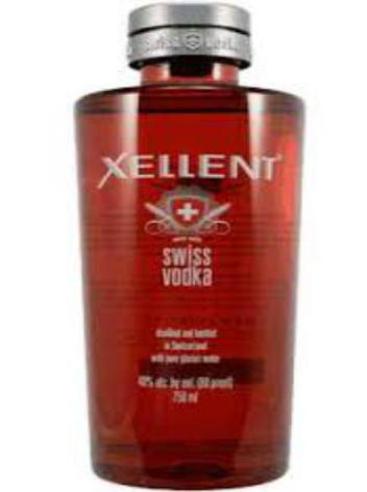 XELLENT
swiss
vodka
distilled and bottled
in Switzerland
with pure glacier water
40% alc. by vol. (80 proof)
750 ml